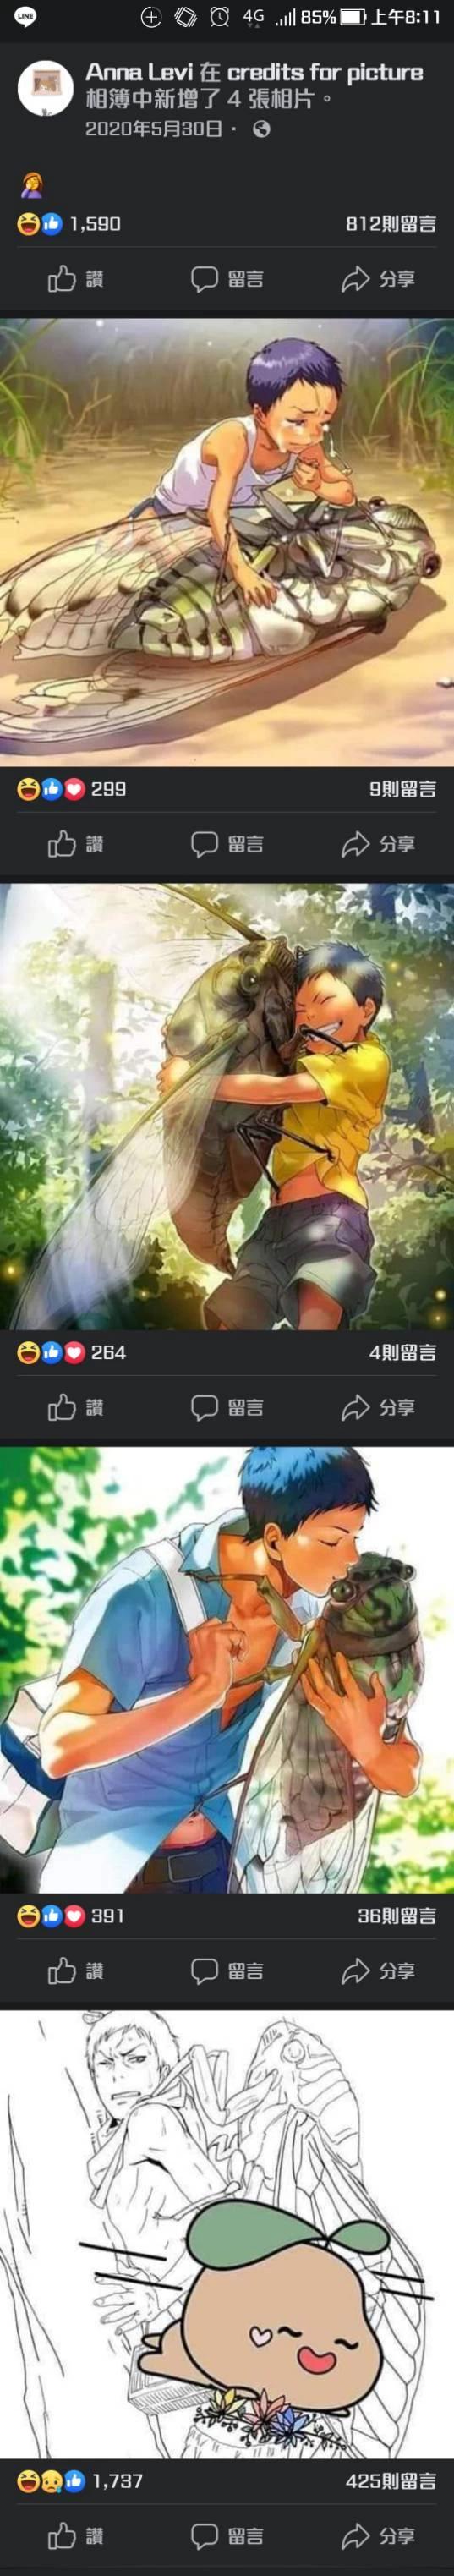 LINE
4G 85% 上午8:11
Anna Levi 在 credits for picture
相簿中新增了 4 張相片。
2020年5月30日·
1,590 812則留言
讚 留言 分享
299 9則留言
讚 留言 分享
264 4則留言
讚 留言 分享
391 36則留言
讚 留言 分享
1,737 425則留言
讚 留言 分享